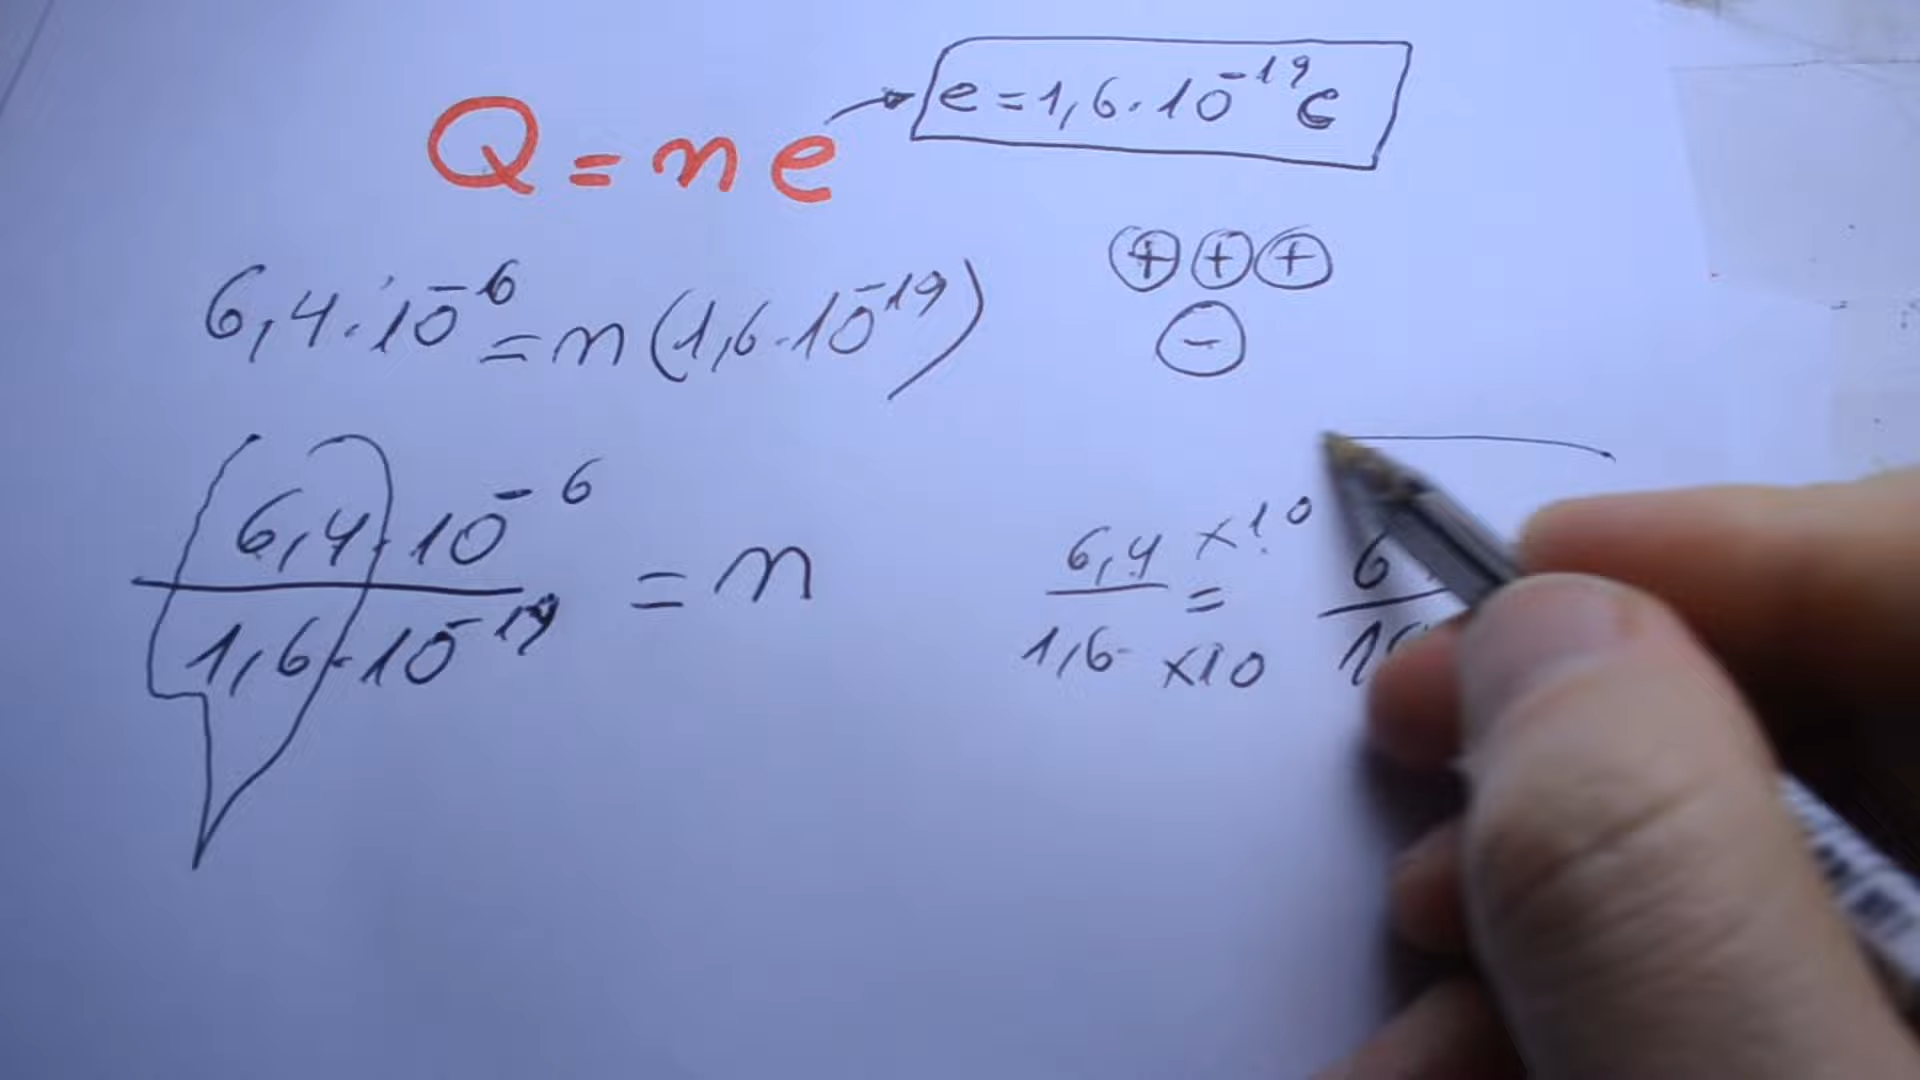 e = 1,6 · 10⁻¹⁹ C
Q = n e
+ + +
6,4 · 10⁻⁶ = n (1,6 · 10⁻¹⁹)
−
6,4 · 10⁻⁶
1,6 · 10⁻¹⁹
= n
6,4 ×10
1,6 ×10
=
6